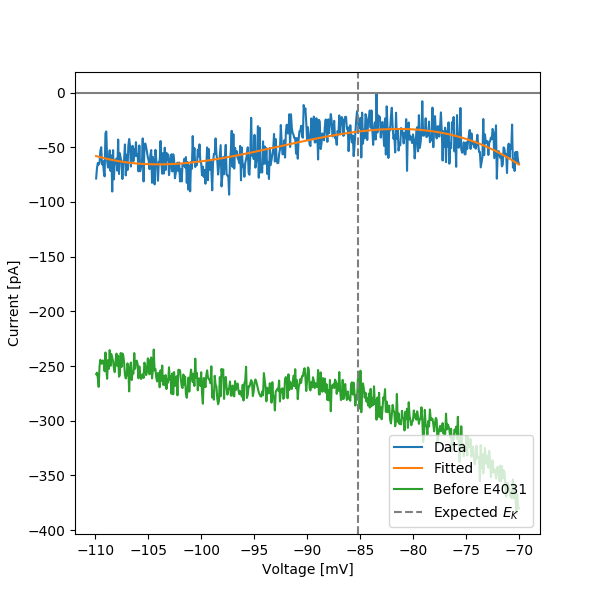 0
−50
−100
−150
−200
−250
−300
−350
−400
Current [pA]
Data
Fitted
Before E4031
Expected E_K
−110 −105 −100 −95 −90 −85 −80 −75 −70
Voltage [mV]